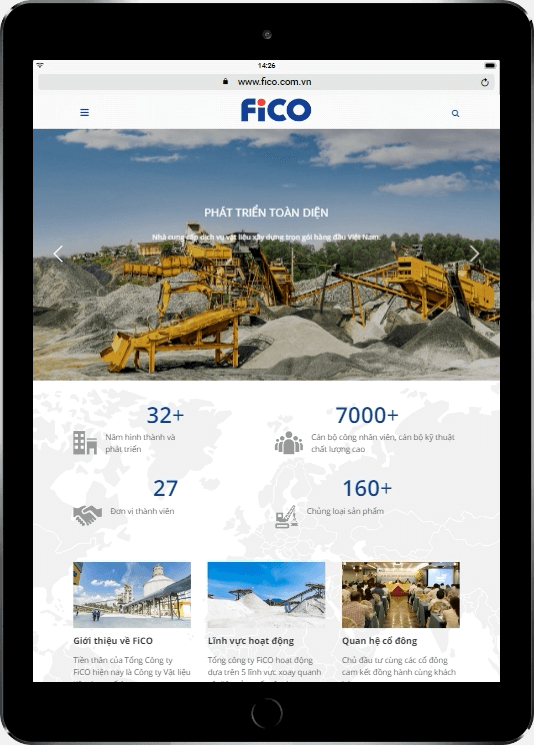 14:26
www.fico.com.vn
FiCO
PHÁT TRIỂN TOÀN DIỆN
Nhà cung cấp dịch vụ vật liệu xây dựng trọn gói hàng đầu Việt Nam.
32+
7000+
Năm hình thành và
phát triển
Cán bộ công nhân viên, cán bộ kỹ thuật
chất lượng cao
27
160+
Đơn vị thành viên
Chủng loại sản phẩm
Giới thiệu về FiCO
Lĩnh vực hoạt động
Quan hệ cổ đông
Tiền thân của Tổng Công ty
FiCO hiện nay là Công ty Vật liệu
Tổng công ty FiCO hoạt động
dựa trên 5 lĩnh vực xoay quanh
Chủ đầu tư cùng các cổ đông
cam kết đồng hành cùng khách